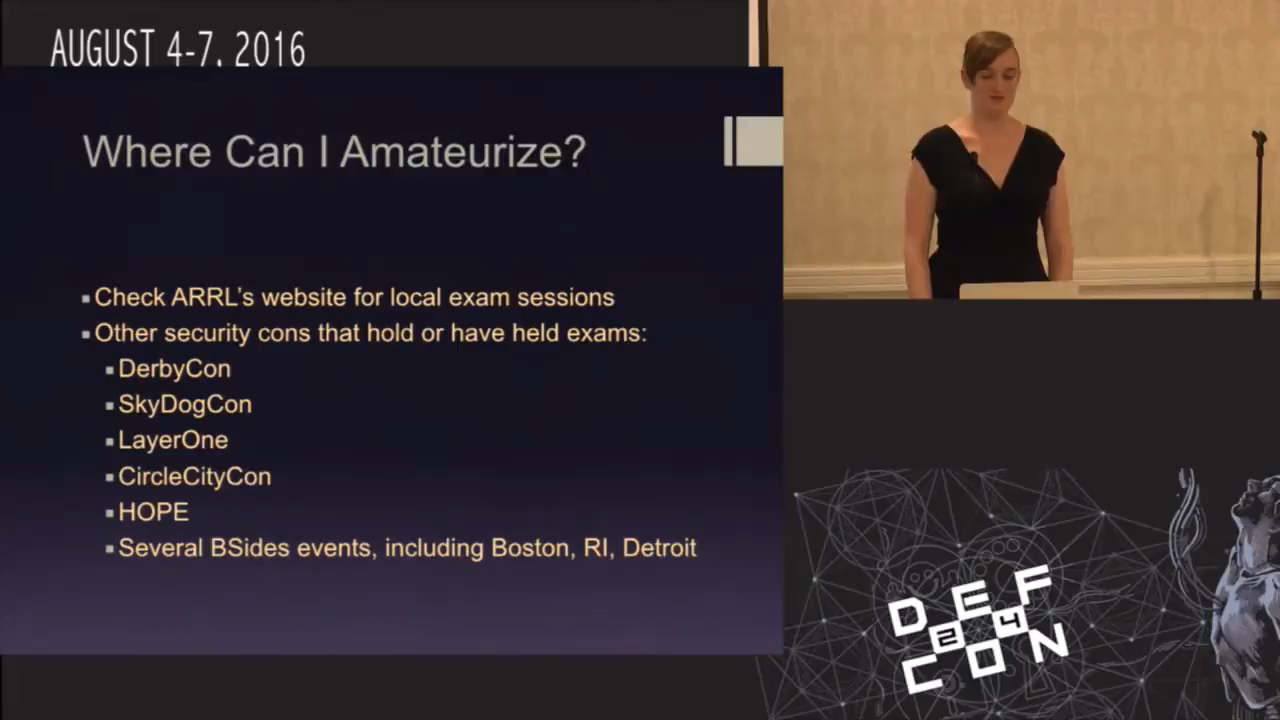 AUGUST 4-7, 2016
Where Can I Amateurize?
Check ARRL's website for local exam sessions
Other security cons that hold or have held exams:
DerbyCon
SkyDogCon
LayerOne
CircleCityCon
HOPE
Several BSides events, including Boston, RI, Detroit
DEF
24
CON